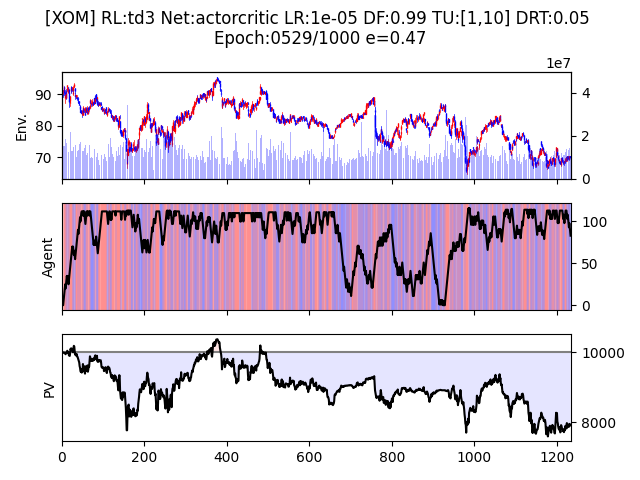 [XOM] RL:td3 Net:actorcritic LR:1e-05 DF:0.99 TU:[1,10] DRT:0.05
Epoch:0529/1000 e=0.47
1e7
90
80
70
Env.
4
2
0
Agent
100
50
0
PV
10000
8000
0 200 400 600 800 1000 1200